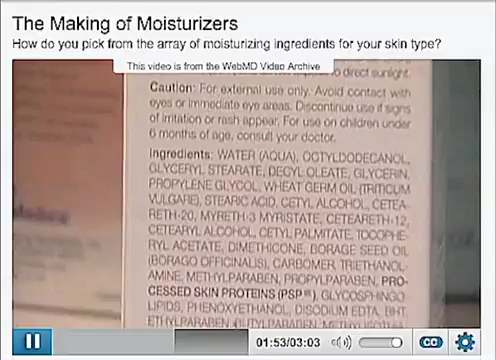 The Making of Moisturizers
How do you pick from the array of moisturizing ingredients for your skin type?
This video is from the WebMD Video Archive
to direct sunlight.
Caution: For external use only. Avoid contact with
eyes or immediate eye areas. Discontinue use if signs
of irritation or rash appear. For use on children under
6 months of age, consult your doctor.
Ingredients: WATER (AQUA), OCTYLDODECANOL,
GLYCERYL STEARATE, DECYL OLEATE, GLYCERIN,
PROPYLENE GLYCOL, WHEAT GERM OIL (TRITICUM
VULGARE), STEARIC ACID, CETYL ALCOHOL, CETEA-
RETH-20, MYRETH-3 MYRISTATE, CETEARETH-12,
CETEARYL ALCOHOL, CETYL PALMITATE, TOCOPHE-
RYL ACETATE, DIMETHICONE, BORAGE SEED OIL
(BORAGO OFFICINALIS), CARBOMER, TRIETHANOL-
AMINE, METHYLPARABEN, PROPYLPARABEN, PRO-
CESSED SKIN PROTEINS (PSP®), GLYCOSPHINGO
LIPIDS, PHENOXYETHANOL, DISODIUM EDTA, BHT,
ETHYLPARABEN, BUTYLPARABEN,
01:53/03:03
CC